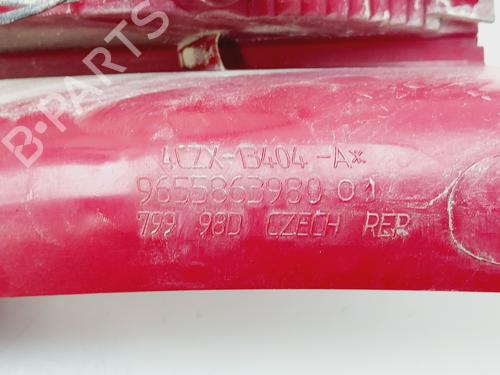 B-PARTS
4CZX-13404-A*
9655863980 01
799 98D CZECH REP